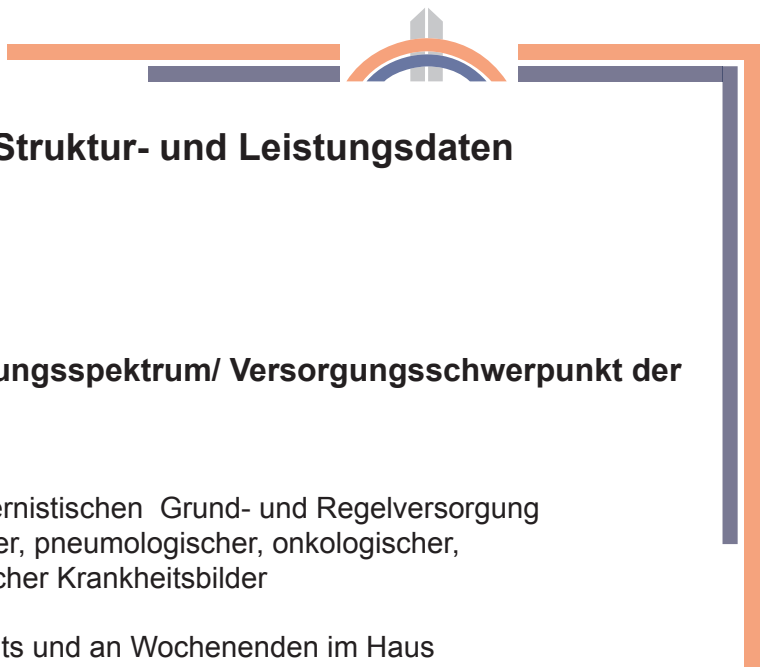 Struktur- und Leistungsdaten
ungsspektrum/ Versorgungsschwerpunkt der
ernistischen Grund- und Regelversorgung
er, pneumologischer, onkologischer,
cher Krankheitsbilder
ts und an Wochenenden im Haus